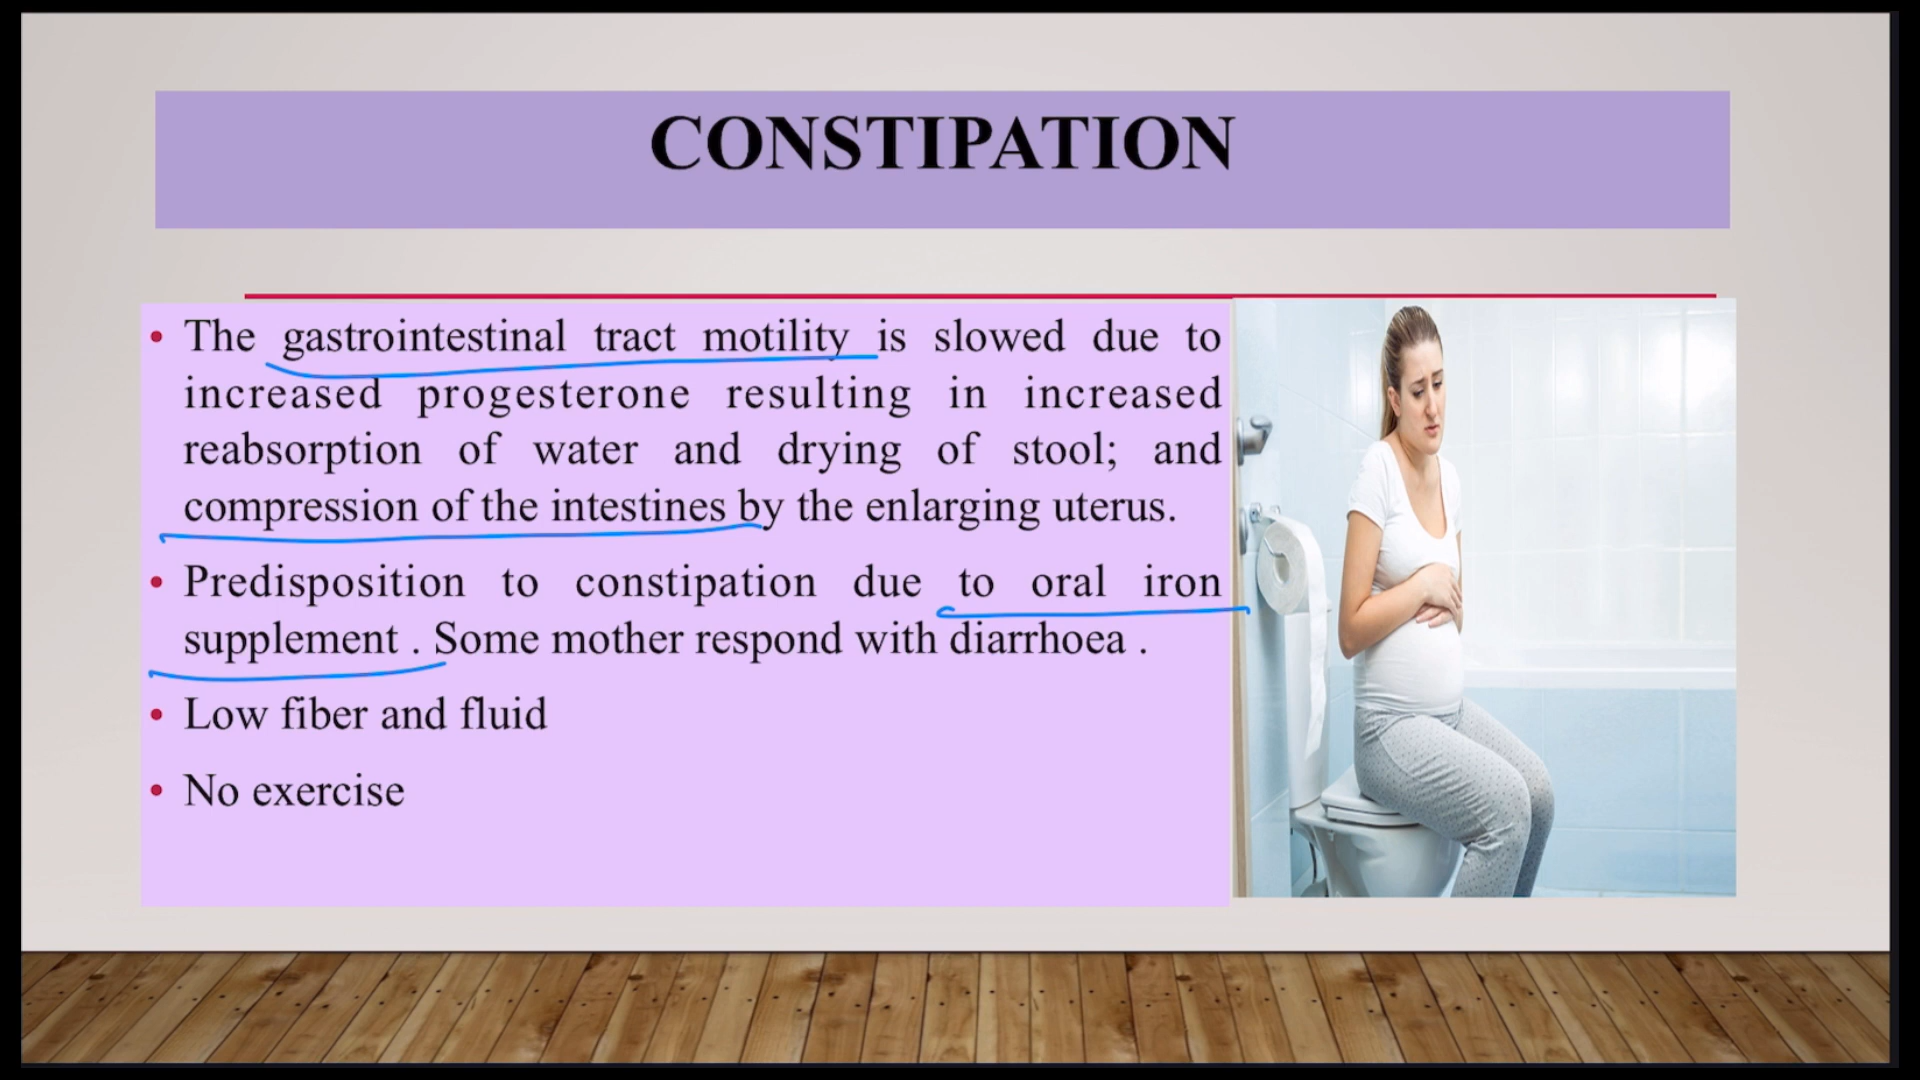 CONSTIPATION
• The gastrointestinal tract motility is slowed due to
increased progesterone resulting in increased
reabsorption of water and drying of stool; and
compression of the intestines by the enlarging uterus.
• Predisposition to constipation due to oral iron
supplement . Some mother respond with diarrhoea .
• Low fiber and fluid
• No exercise